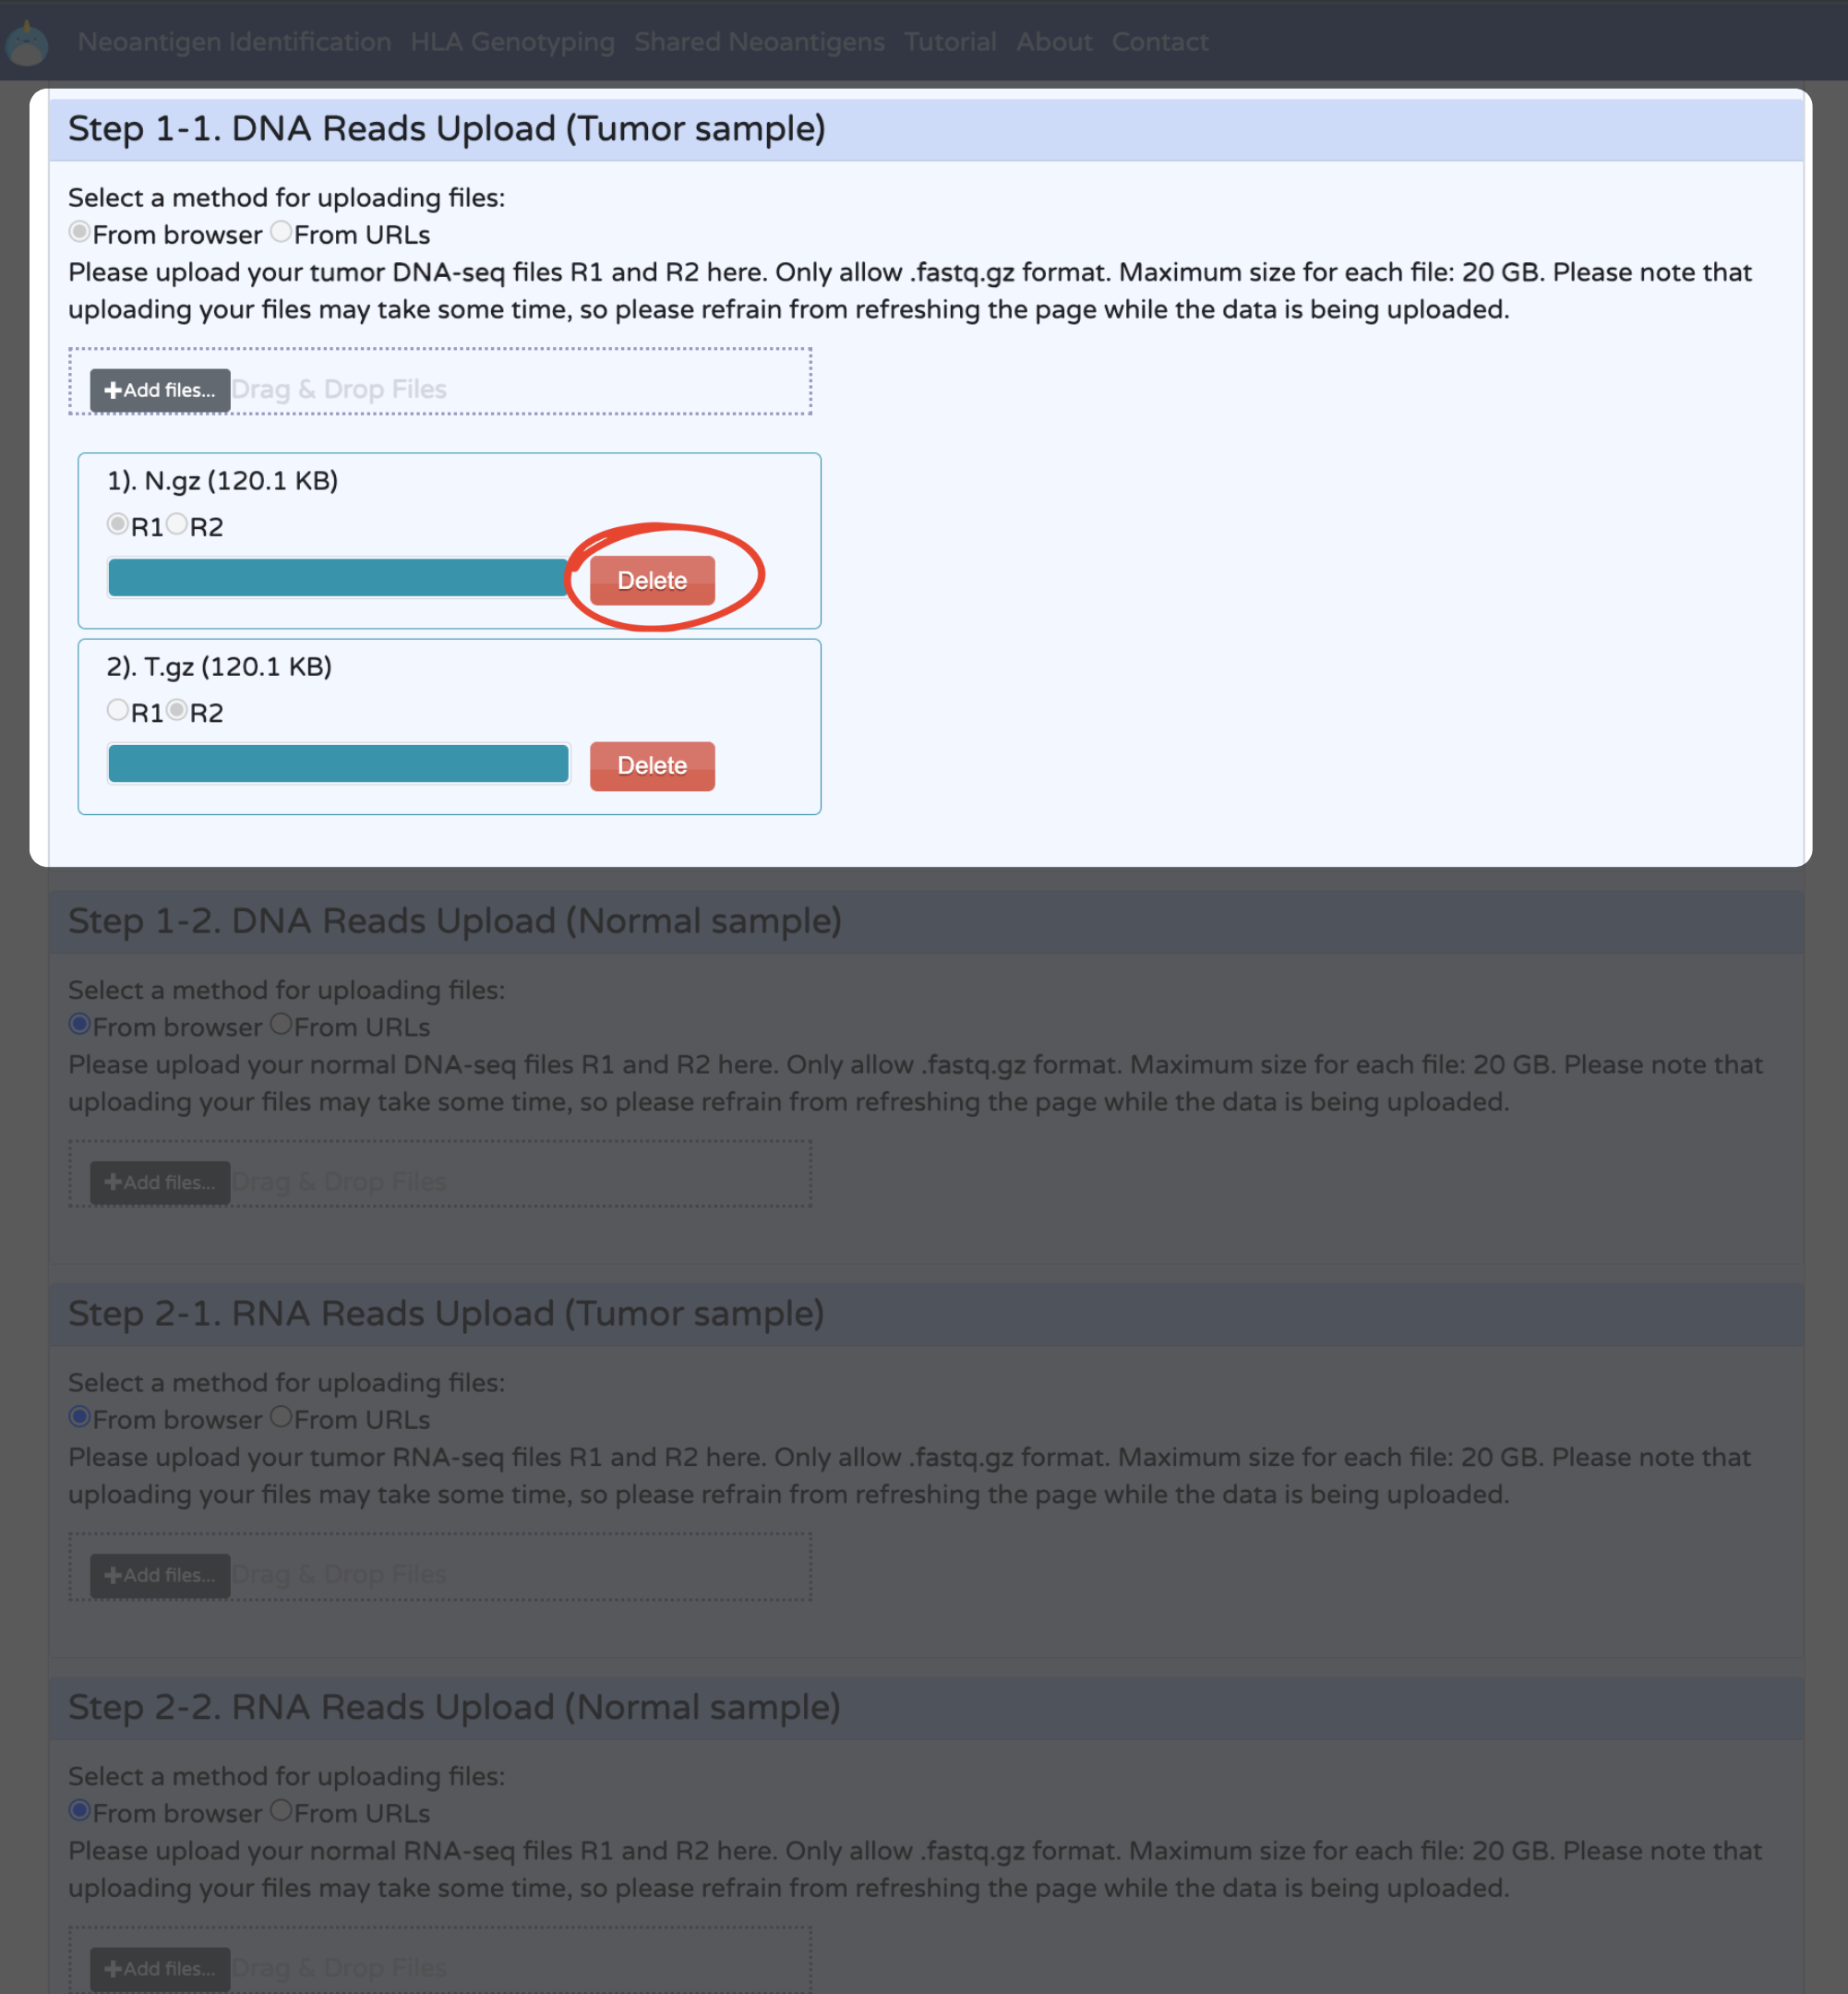 Neoantigen Identification HLA Genotyping Shared Neoantigens Tutorial About Contact
Step 1-1. DNA Reads Upload (Tumor sample)
Select a method for uploading files:
From browser From URLs
Please upload your tumor DNA-seq files R1 and R2 here. Only allow .fastq.gz format. Maximum size for each file: 20 GB. Please note that
uploading your files may take some time, so please refrain from refreshing the page while the data is being uploaded.
+Add files... Drag & Drop Files
1). N.gz (120.1 KB)
R1 R2
Delete
2). T.gz (120.1 KB)
R1 R2
Delete
Step 1-2. DNA Reads Upload (Normal sample)
Select a method for uploading files:
From browser From URLs
Please upload your normal DNA-seq files R1 and R2 here. Only allow .fastq.gz format. Maximum size for each file: 20 GB. Please note that
uploading your files may take some time, so please refrain from refreshing the page while the data is being uploaded.
+Add files... Drag & Drop Files
Step 2-1. RNA Reads Upload (Tumor sample)
Select a method for uploading files:
From browser From URLs
Please upload your tumor RNA-seq files R1 and R2 here. Only allow .fastq.gz format. Maximum size for each file: 20 GB. Please note that
uploading your files may take some time, so please refrain from refreshing the page while the data is being uploaded.
+Add files... Drag & Drop Files
Step 2-2. RNA Reads Upload (Normal sample)
Select a method for uploading files:
From browser From URLs
Please upload your normal RNA-seq files R1 and R2 here. Only allow .fastq.gz format. Maximum size for each file: 20 GB. Please note that
uploading your files may take some time, so please refrain from refreshing the page while the data is being uploaded.
+Add files... Drag & Drop Files